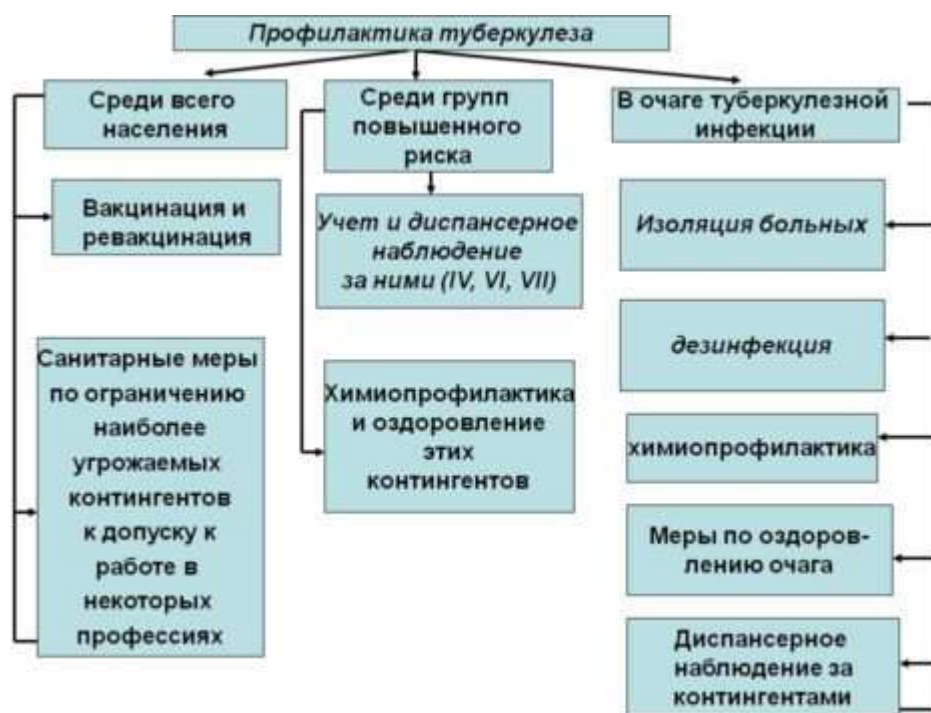 Профилактика туберкулеза
Среди всего
населения
Вакцинация и
ревакцинация
Санитарные меры
по ограничению
наиболее
угрожаемых
контингентов
к допуску к
работе в
некоторых
профессиях
Среди групп
повышенного
риска
Учет и диспансерное
наблюдение
за ними (IV, VI, VII)
Химиопрофилактика
и оздоровление
этих
контингентов
В очаге туберкулезной
инфекции
Изоляция больных
дезинфекция
химиопрофилактика
Меры по оздоров-
лению очага
Диспансерное
наблюдение за
контингентами